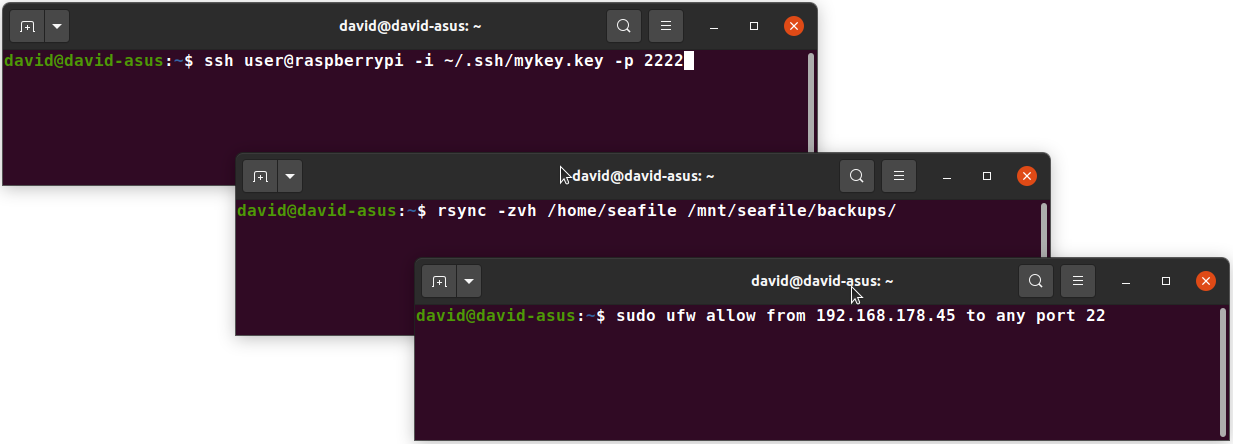 david@david-asus: ~
david@david-asus:~$ ssh user@raspberrypi -i ~/.ssh/mykey.key -p 2222
david@david-asus: ~
david@david-asus:~$ rsync -zvh /home/seafile /mnt/seafile/backups/
david@david-asus: ~
david@david-asus:~$ sudo ufw allow from 192.168.178.45 to any port 22